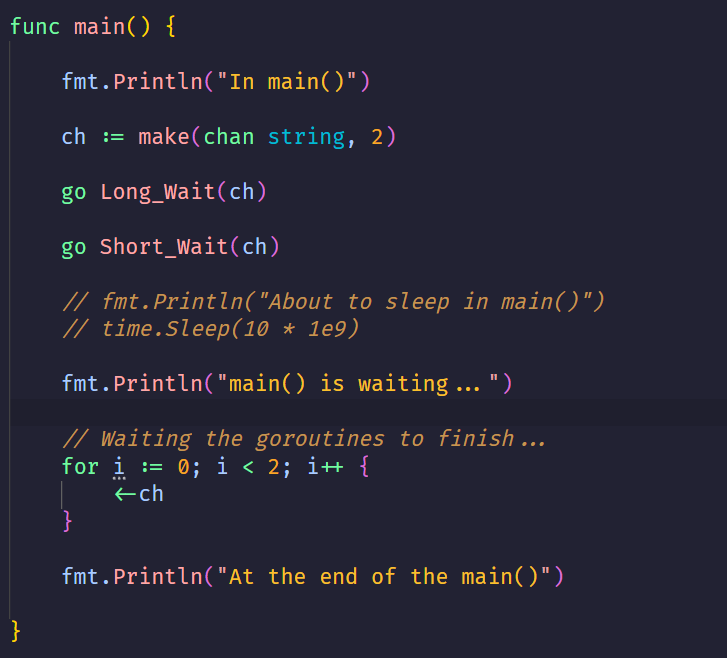 func main() {
fmt.Println("In main()")
ch := make(chan string, 2)
go Long_Wait(ch)
go Short_Wait(ch)
// fmt.Println("About to sleep in main()")
// time.Sleep(10 * 1e9)
fmt.Println("main() is waiting...")
// Waiting the goroutines to finish...
for i := 0; i < 2; i++ {
<-ch
}
fmt.Println("At the end of the main()")
}